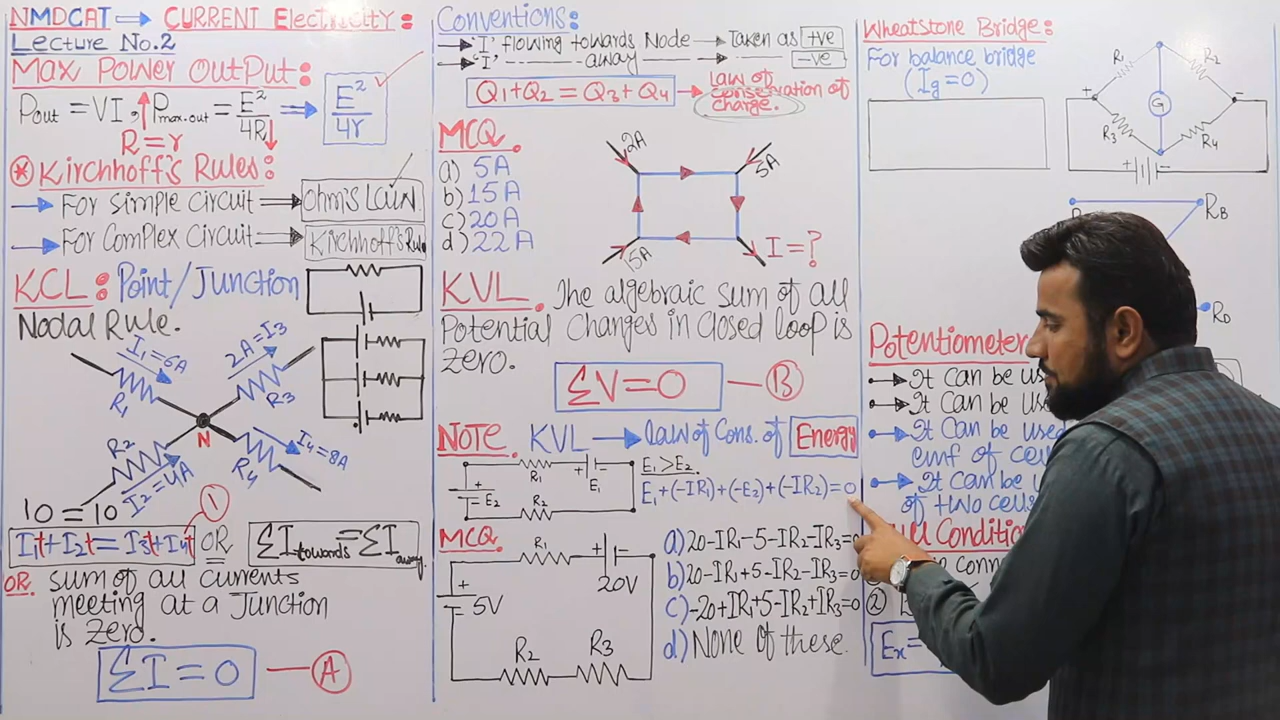 NMDCAT → CURRENT Electricity:
Lecture No.2
Max Power Output:
Pout = VI, Pmax.out = E²/4R ⇒ E²/4r
R = r
* Kirchhoff's Rules:
→ For Simple Circuit ⇒ Ohm's Law.
→ For Complex Circuit ⇒ Kirchhoff's Rule
KCL: Point/Junction
Nodal Rule.
I1=6A
2A=I3
R1
R3
N
R2
R4
I2=4A
I4=8A
10 = 10
1
I1t+I2t = I3t+I4t OR ΣI towards = ΣI away
OR. Sum of all currents
meeting at a Junction
is zero.
ΣI = 0 — A
Conventions:
→ 'I' flowing towards Node → Taken as +ve
→ 'I' — away — — −ve
Q1+Q2 = Q3+Q4 → law of
conservation of
charge.
MCQ
a) 5A
b) 15A
c) 20A
d) 22A
2A
5A
15A
I = ?
KVL. The algebraic sum of all
Potential Changes in Closed loop is
zero.
ΣV = 0 — B
NOTE. KVL → law of Cons. of Energy
R1
+ −
E1
+
− E2
R2
E1>E2.
E1+(-IR1)+(-E2)+(-IR2)=0
MCQ
R1
+ −
20V
+
− 5V
R2
R3
a) 20-IR1-5-IR2-IR3=0
b) 20-IR1+5-IR2-IR3=0
c) -20+IR1+5-IR2+IR3=0
d) None of these.
Wheatstone Bridge:
For balance bridge
(Ig=0)
R1
R2
+
G
−
R3
R4
+ −
RB
RD
Potentiometer
→ It can be
→ It Can be
→ It Can be used
emf of
→ It can be
of two cells
Condition
2
Ex=